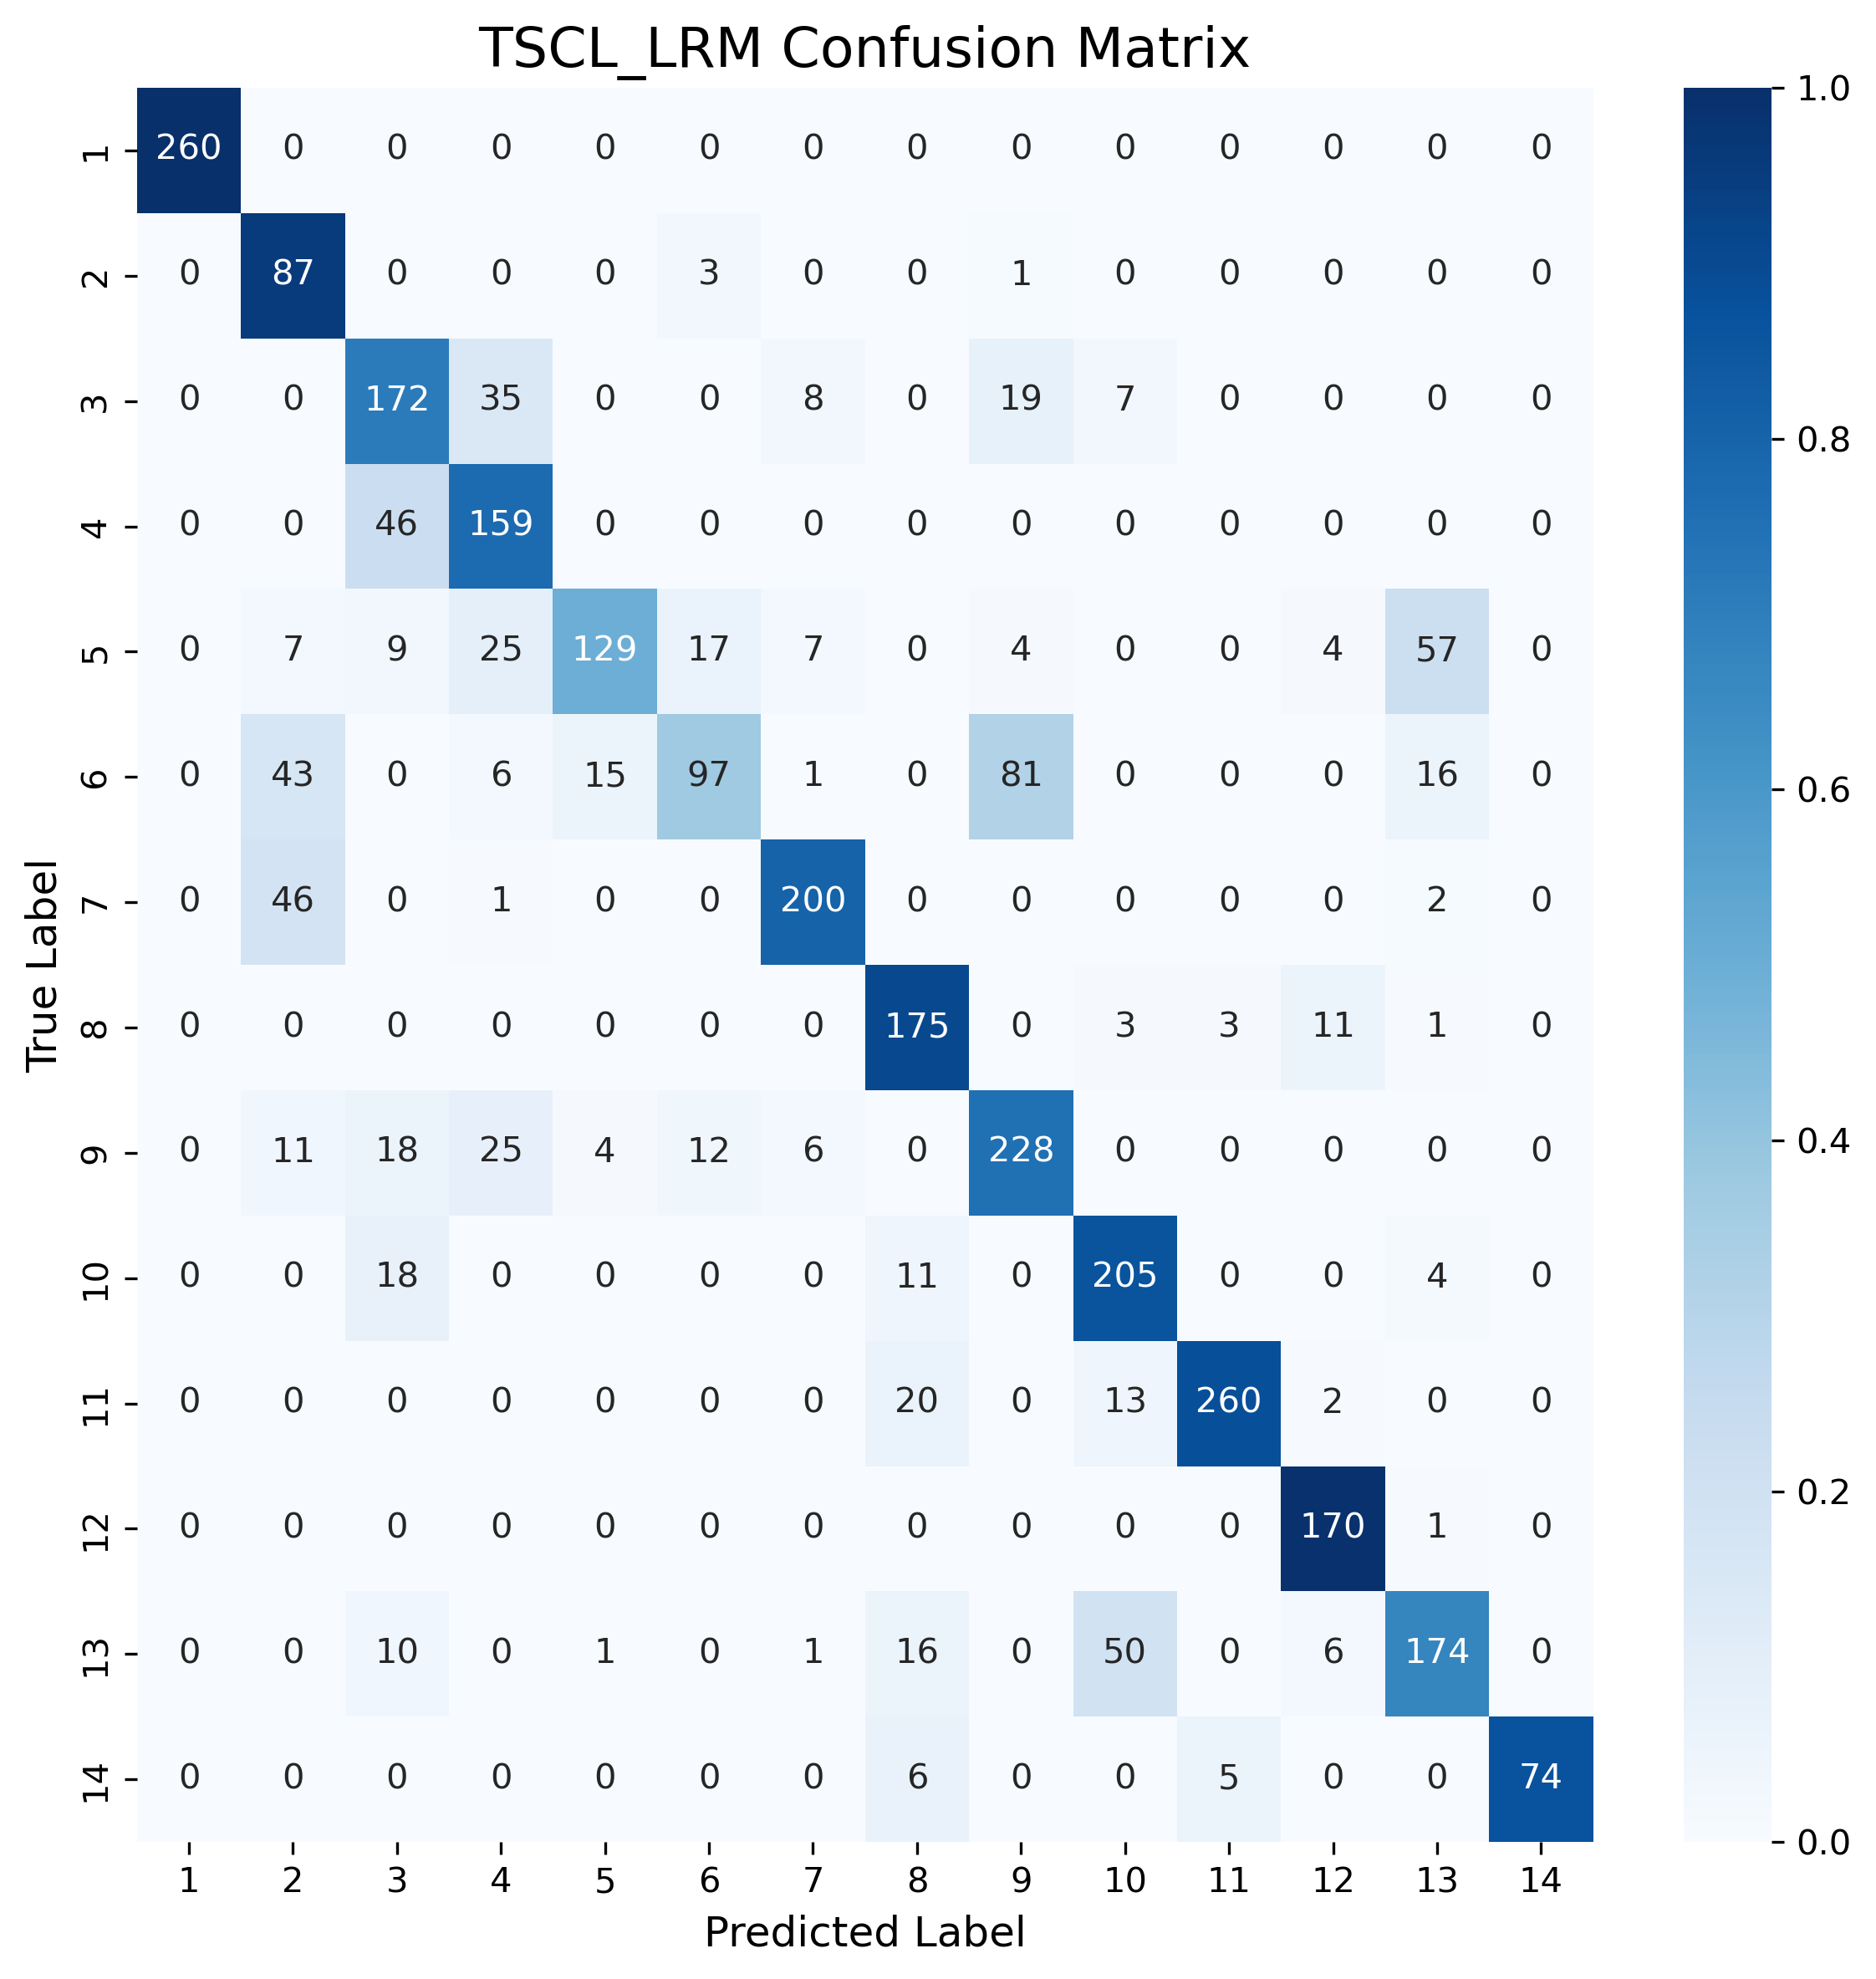 TSCL_LRM Confusion Matrix
1 260 0 0 0 0 0 0 0 0 0 0 0 0 0
2 0 87 0 0 0 3 0 0 1 0 0 0 0 0
3 0 0 172 35 0 0 8 0 19 7 0 0 0 0
4 0 0 46 159 0 0 0 0 0 0 0 0 0 0
5 0 7 9 25 129 17 7 0 4 0 0 4 57 0
6 0 43 0 6 15 97 1 0 81 0 0 0 16 0
7 0 46 0 1 0 0 200 0 0 0 0 0 2 0
8 0 0 0 0 0 0 0 175 0 3 3 11 1 0
9 0 11 18 25 4 12 6 0 228 0 0 0 0 0
10 0 0 18 0 0 0 0 11 0 205 0 0 4 0
11 0 0 0 0 0 0 0 20 0 13 260 2 0 0
12 0 0 0 0 0 0 0 0 0 0 0 170 1 0
13 0 0 10 0 1 0 1 16 0 50 0 6 174 0
14 0 0 0 0 0 0 0 6 0 0 5 0 0 74
1 2 3 4 5 6 7 8 9 10 11 12 13 14
Predicted Label
True Label
1.0
0.8
0.6
0.4
0.2
0.0